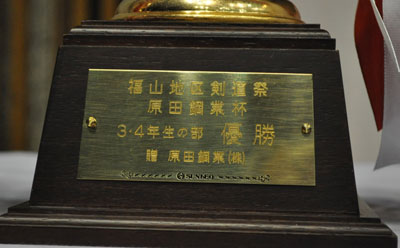 福山地区剣道祭
原田鋼業杯
3・4年生の部 優勝
贈 原田鋼業(株)